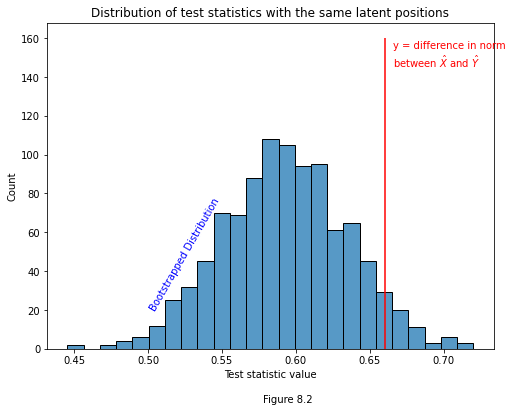 Distribution of test statistics with the same latent positions
160
140
120
100
80
60
40
20
0
Count
y = difference in norm
between X̂ and Ŷ
Bootstrapped Distribution
0.45 0.50 0.55 0.60 0.65 0.70
Test statistic value
Figure 8.2